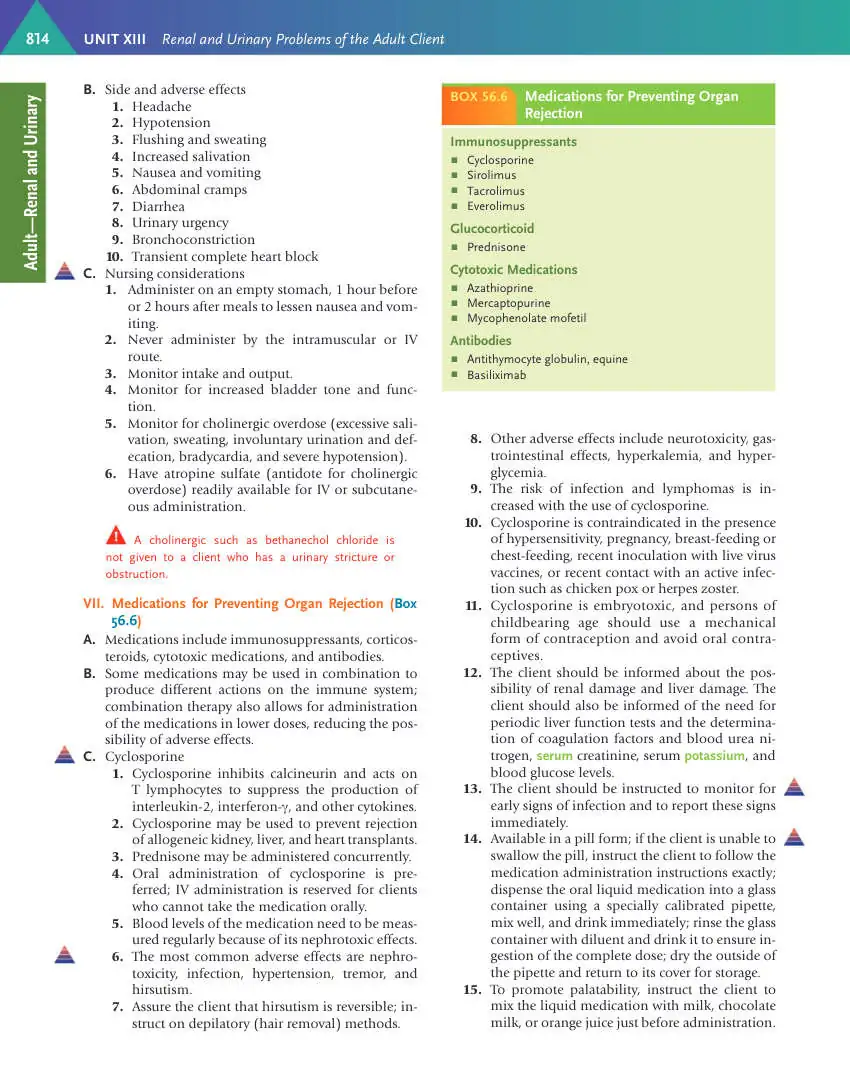 814
UNIT XIII Renal and Urinary Problems of the Adult Client
Adult—Renal and Urinary
B. Side and adverse effects
1. Headache
2. Hypotension
3. Flushing and sweating
4. Increased salivation
5. Nausea and vomiting
6. Abdominal cramps
7. Diarrhea
8. Urinary urgency
9. Bronchoconstriction
10. Transient complete heart block
C. Nursing considerations
1. Administer on an empty stomach, 1 hour before
or 2 hours after meals to lessen nausea and vom-
iting.
2. Never administer by the intramuscular or IV
route.
3. Monitor intake and output.
4. Monitor for increased bladder tone and func-
tion.
5. Monitor for cholinergic overdose (excessive sali-
vation, sweating, involuntary urination and def-
ecation, bradycardia, and severe hypotension).
6. Have atropine sulfate (antidote for cholinergic
overdose) readily available for IV or subcutane-
ous administration.
A cholinergic such as bethanechol chloride is
not given to a client who has a urinary stricture or
obstruction.
VII. Medications for Preventing Organ Rejection (Box
56.6)
A. Medications include immunosuppressants, corticos-
teroids, cytotoxic medications, and antibodies.
B. Some medications may be used in combination to
produce different actions on the immune system;
combination therapy also allows for administration
of the medications in lower doses, reducing the pos-
sibility of adverse effects.
C. Cyclosporine
1. Cyclosporine inhibits calcineurin and acts on
T lymphocytes to suppress the production of
interleukin-2, interferon-γ, and other cytokines.
2. Cyclosporine may be used to prevent rejection
of allogeneic kidney, liver, and heart transplants.
3. Prednisone may be administered concurrently.
4. Oral administration of cyclosporine is pre-
ferred; IV administration is reserved for clients
who cannot take the medication orally.
5. Blood levels of the medication need to be meas-
ured regularly because of its nephrotoxic effects.
6. The most common adverse effects are nephro-
toxicity, infection, hypertension, tremor, and
hirsutism.
7. Assure the client that hirsutism is reversible; in-
struct on depilatory (hair removal) methods.
BOX 56.6 Medications for Preventing Organ
Rejection
Immunosuppressants
■ Cyclosporine
■ Sirolimus
■ Tacrolimus
■ Everolimus
Glucocorticoid
■ Prednisone
Cytotoxic Medications
■ Azathioprine
■ Mercaptopurine
■ Mycophenolate mofetil
Antibodies
■ Antithymocyte globulin, equine
■ Basiliximab
8. Other adverse effects include neurotoxicity, gas-
trointestinal effects, hyperkalemia, and hyper-
glycemia.
9. The risk of infection and lymphomas is in-
creased with the use of cyclosporine.
10. Cyclosporine is contraindicated in the presence
of hypersensitivity, pregnancy, breast-feeding or
chest-feeding, recent inoculation with live virus
vaccines, or recent contact with an active infec-
tion such as chicken pox or herpes zoster.
11. Cyclosporine is embryotoxic, and persons of
childbearing age should use a mechanical
form of contraception and avoid oral contra-
ceptives.
12. The client should be informed about the pos-
sibility of renal damage and liver damage. The
client should also be informed of the need for
periodic liver function tests and the determina-
tion of coagulation factors and blood urea ni-
trogen, serum creatinine, serum potassium, and
blood glucose levels.
13. The client should be instructed to monitor for
early signs of infection and to report these signs
immediately.
14. Available in a pill form; if the client is unable to
swallow the pill, instruct the client to follow the
medication administration instructions exactly;
dispense the oral liquid medication into a glass
container using a specially calibrated pipette,
mix well, and drink immediately; rinse the glass
container with diluent and drink it to ensure in-
gestion of the complete dose; dry the outside of
the pipette and return to its cover for storage.
15. To promote palatability, instruct the client to
mix the liquid medication with milk, chocolate
milk, or orange juice just before administration.